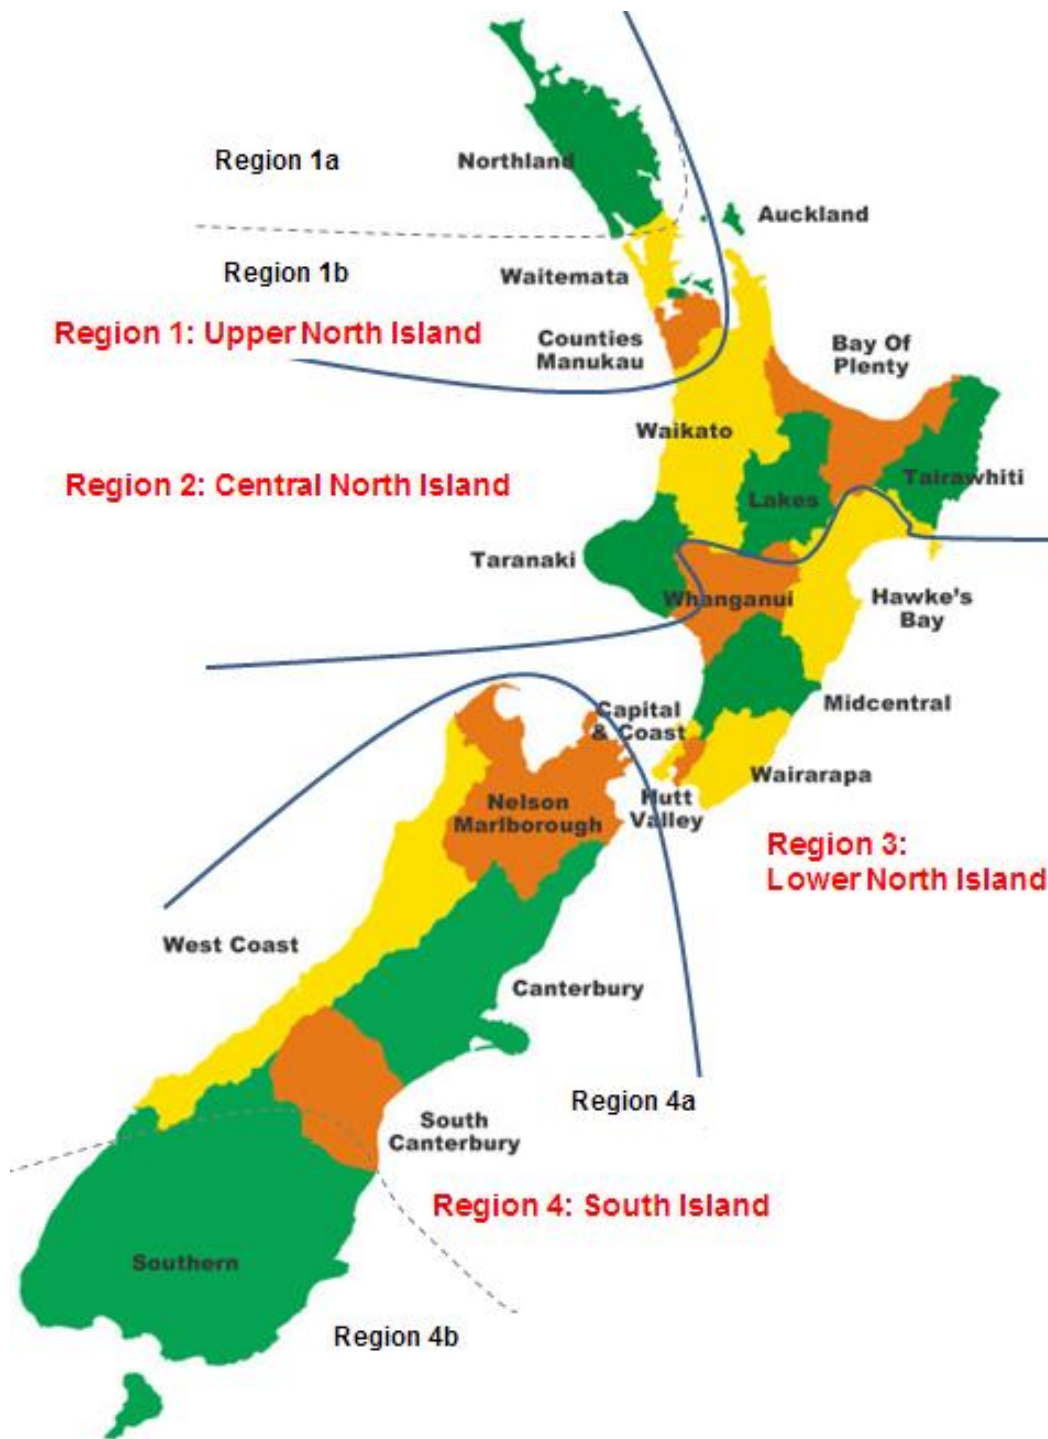 Region 1a
Northland
Auckland
Region 1b
Waitemata
Region 1: Upper North Island
Counties
Manukau
Bay Of
Plenty
Waikato
Region 2: Central North Island
Lakes
Tairawhiti
Taranaki
Whanganui
Hawke's
Bay
Capital
& Coast
Midcentral
Wairarapa
Nelson
Marlborough
Hutt
Valley
Region 3:
Lower North Island
West Coast
Canterbury
Region 4a
South
Canterbury
Region 4: South Island
Southern
Region 4b